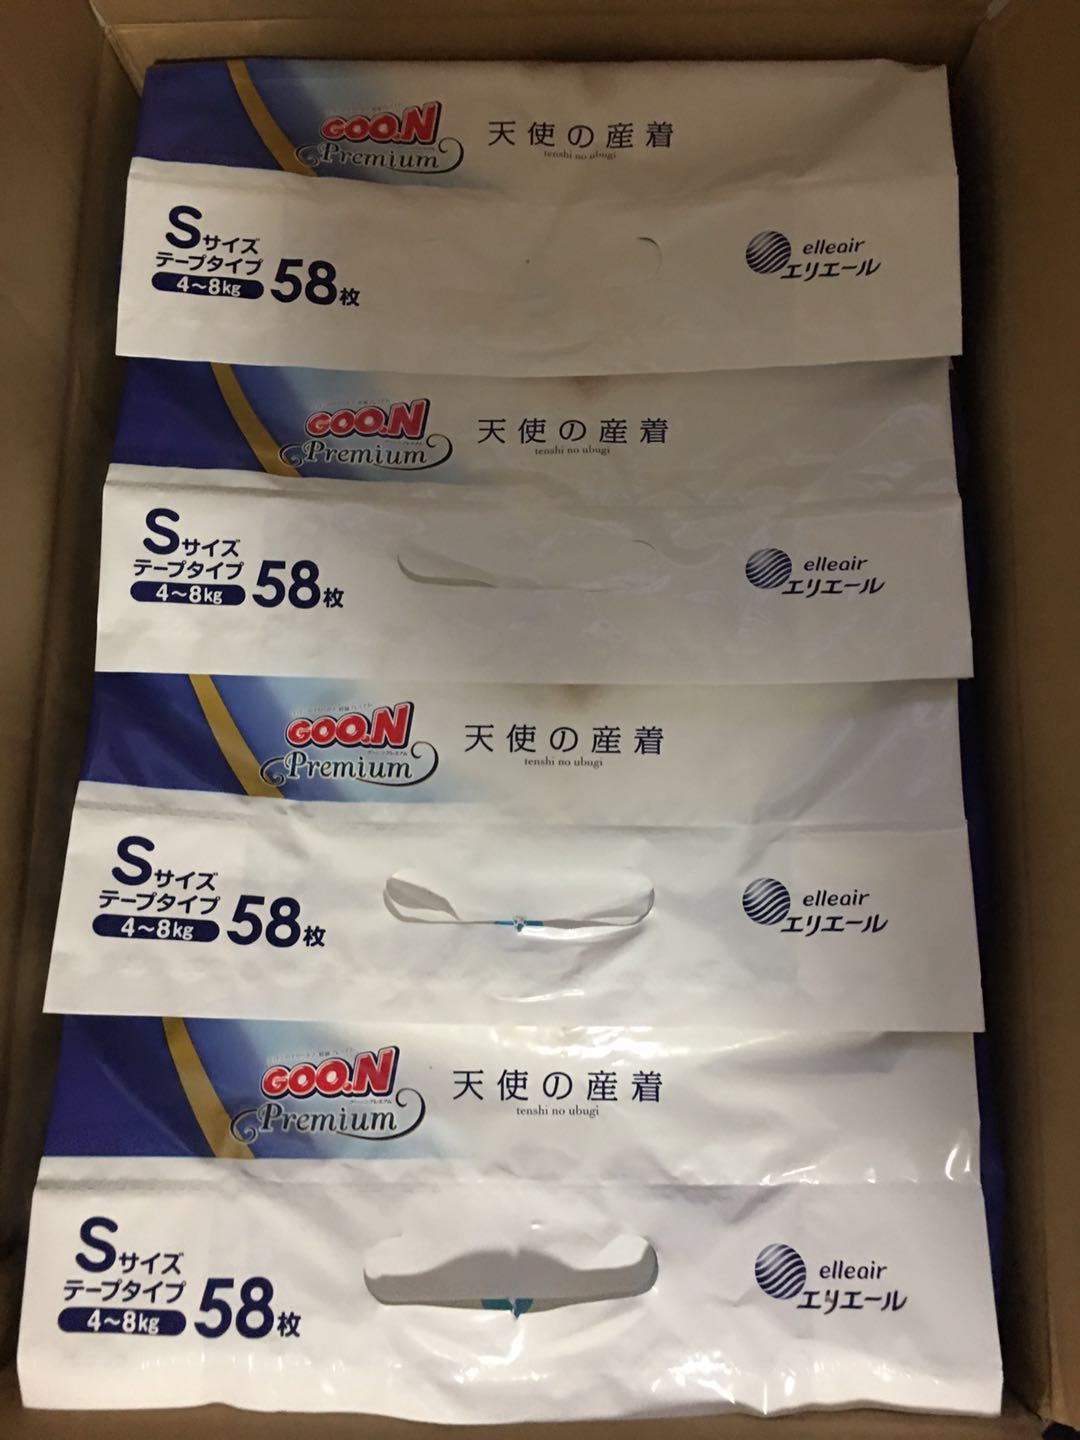 GOO.N
Premium
天使の産着
tenshi no ubugi
Sサイズ
テープタイプ
4〜8kg
58枚
elleair
エリエール
GOO.N
Premium
天使の産着
tenshi no ubugi
Sサイズ
テープタイプ
4〜8kg
58枚
elleair
エリエール
GOO.N
Premium
天使の産着
tenshi no ubugi
Sサイズ
テープタイプ
4〜8kg
58枚
elleair
エリエール
GOO.N
Premium
天使の産着
tenshi no ubugi
Sサイズ
テープタイプ
4〜8kg
58枚
elleair
エリエール